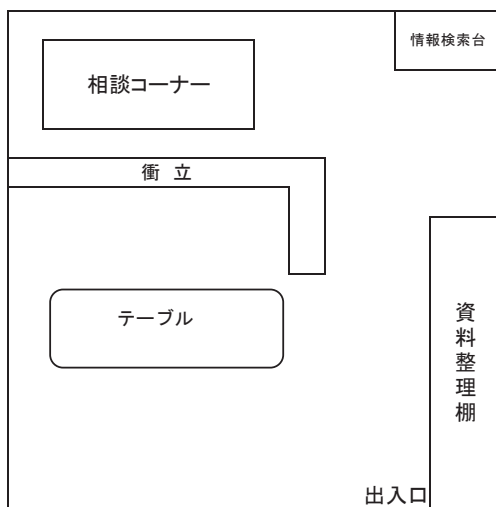 情報検索台
相談コーナー
衝 立
テーブル
資料整理棚
出入口